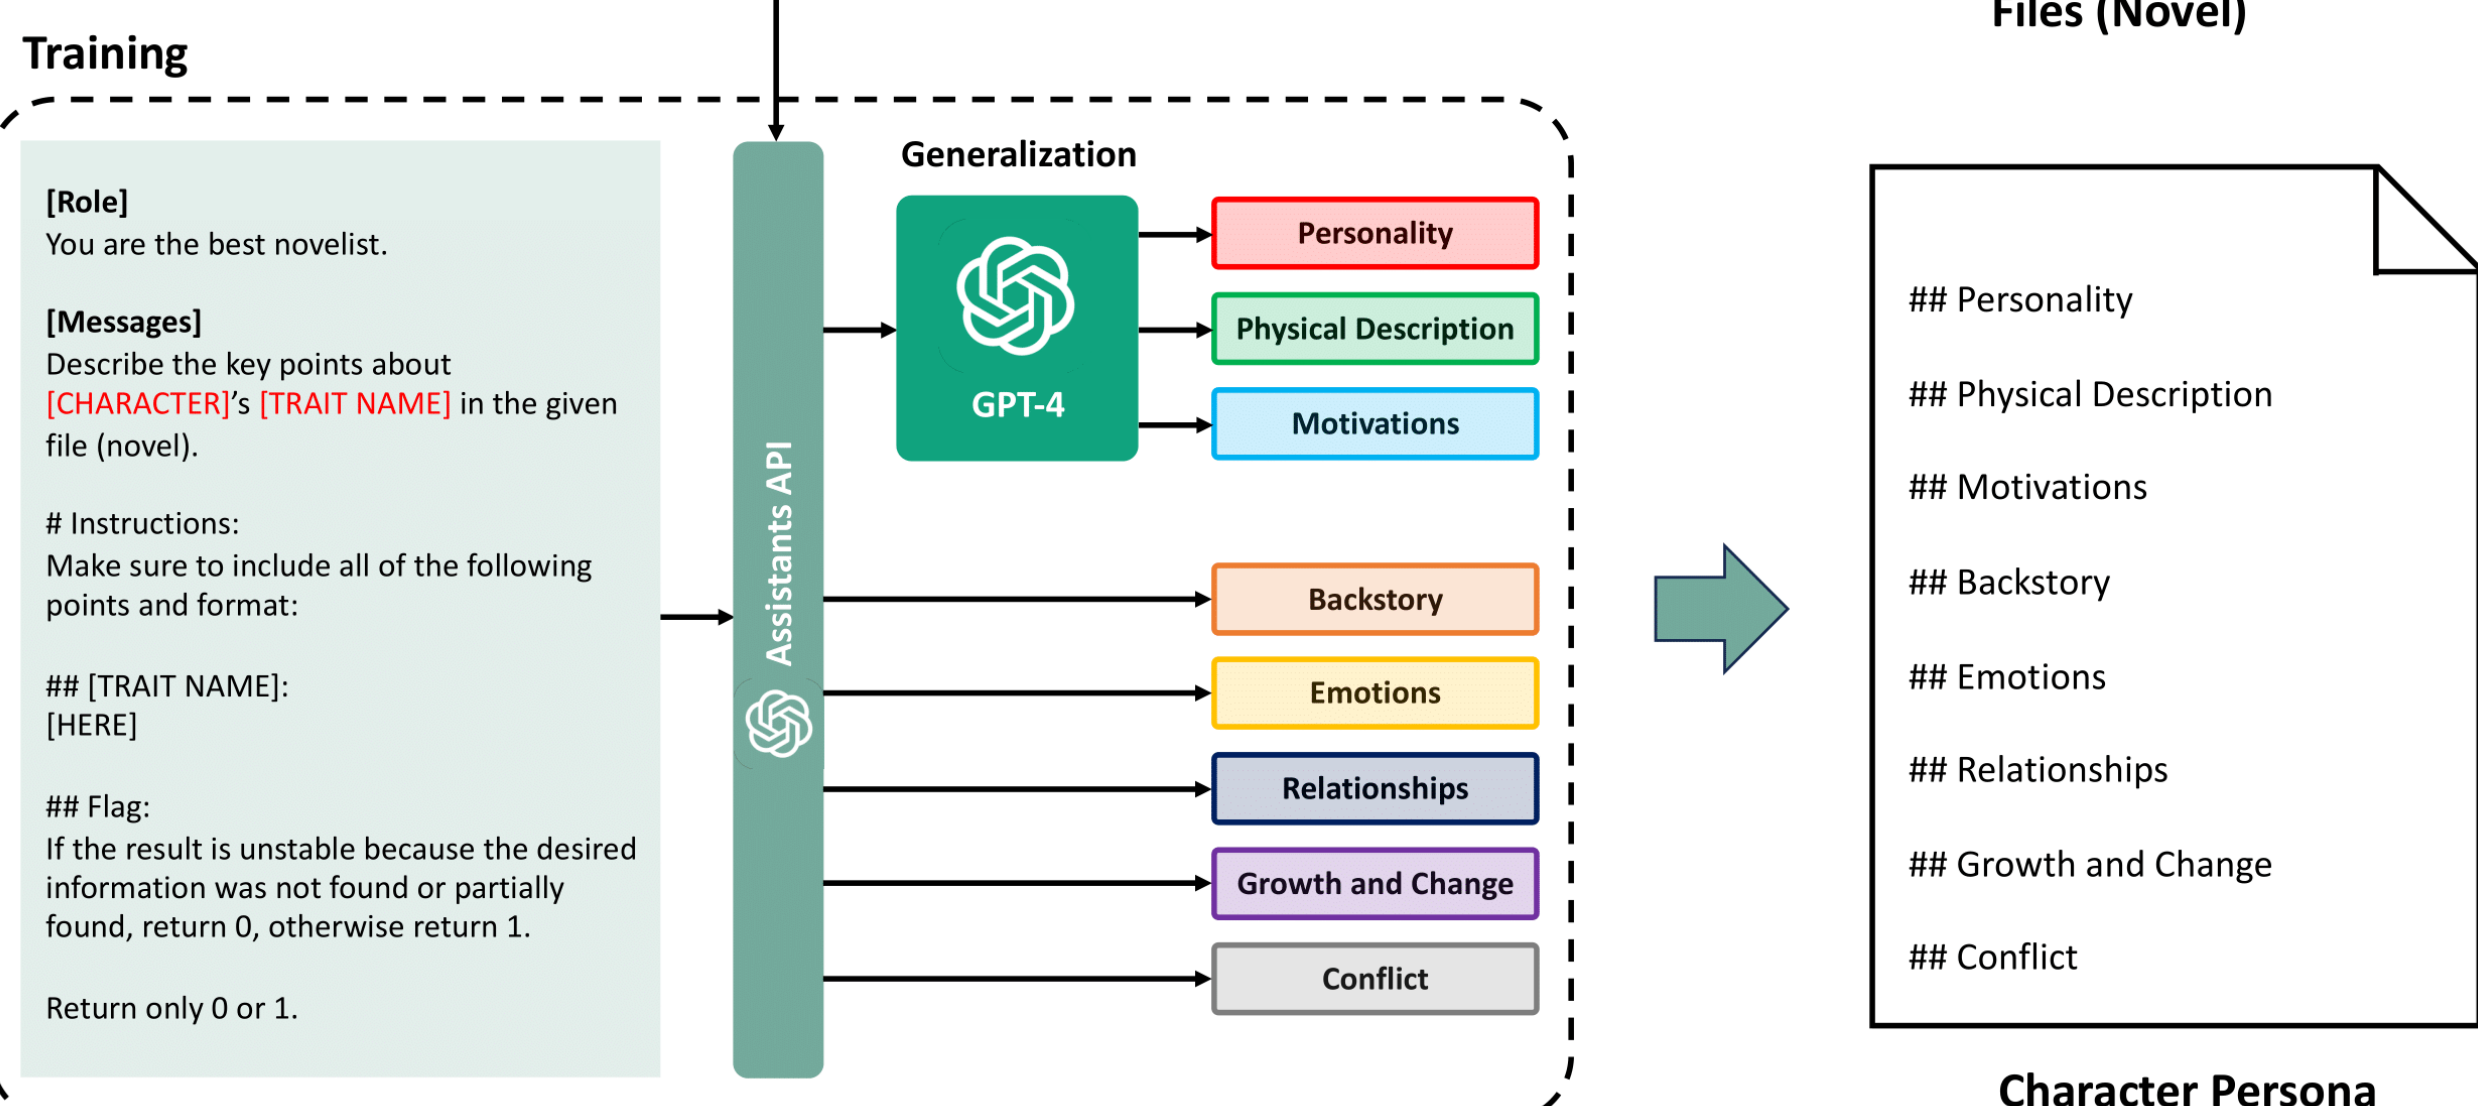 Files (Novel)
Training
[Role]
You are the best novelist.
[Messages]
Describe the key points about
[CHARACTER]’s [TRAIT NAME] in the given
file (novel).
# Instructions:
Make sure to include all of the following
points and format:
## [TRAIT NAME]:
[HERE]
## Flag:
If the result is unstable because the desired
information was not found or partially
found, return 0, otherwise return 1.
Return only 0 or 1.
Assistants API
Generalization
GPT-4
Personality
Physical Description
Motivations
Backstory
Emotions
Relationships
Growth and Change
Conflict
## Personality
## Physical Description
## Motivations
## Backstory
## Emotions
## Relationships
## Growth and Change
## Conflict
Character Persona